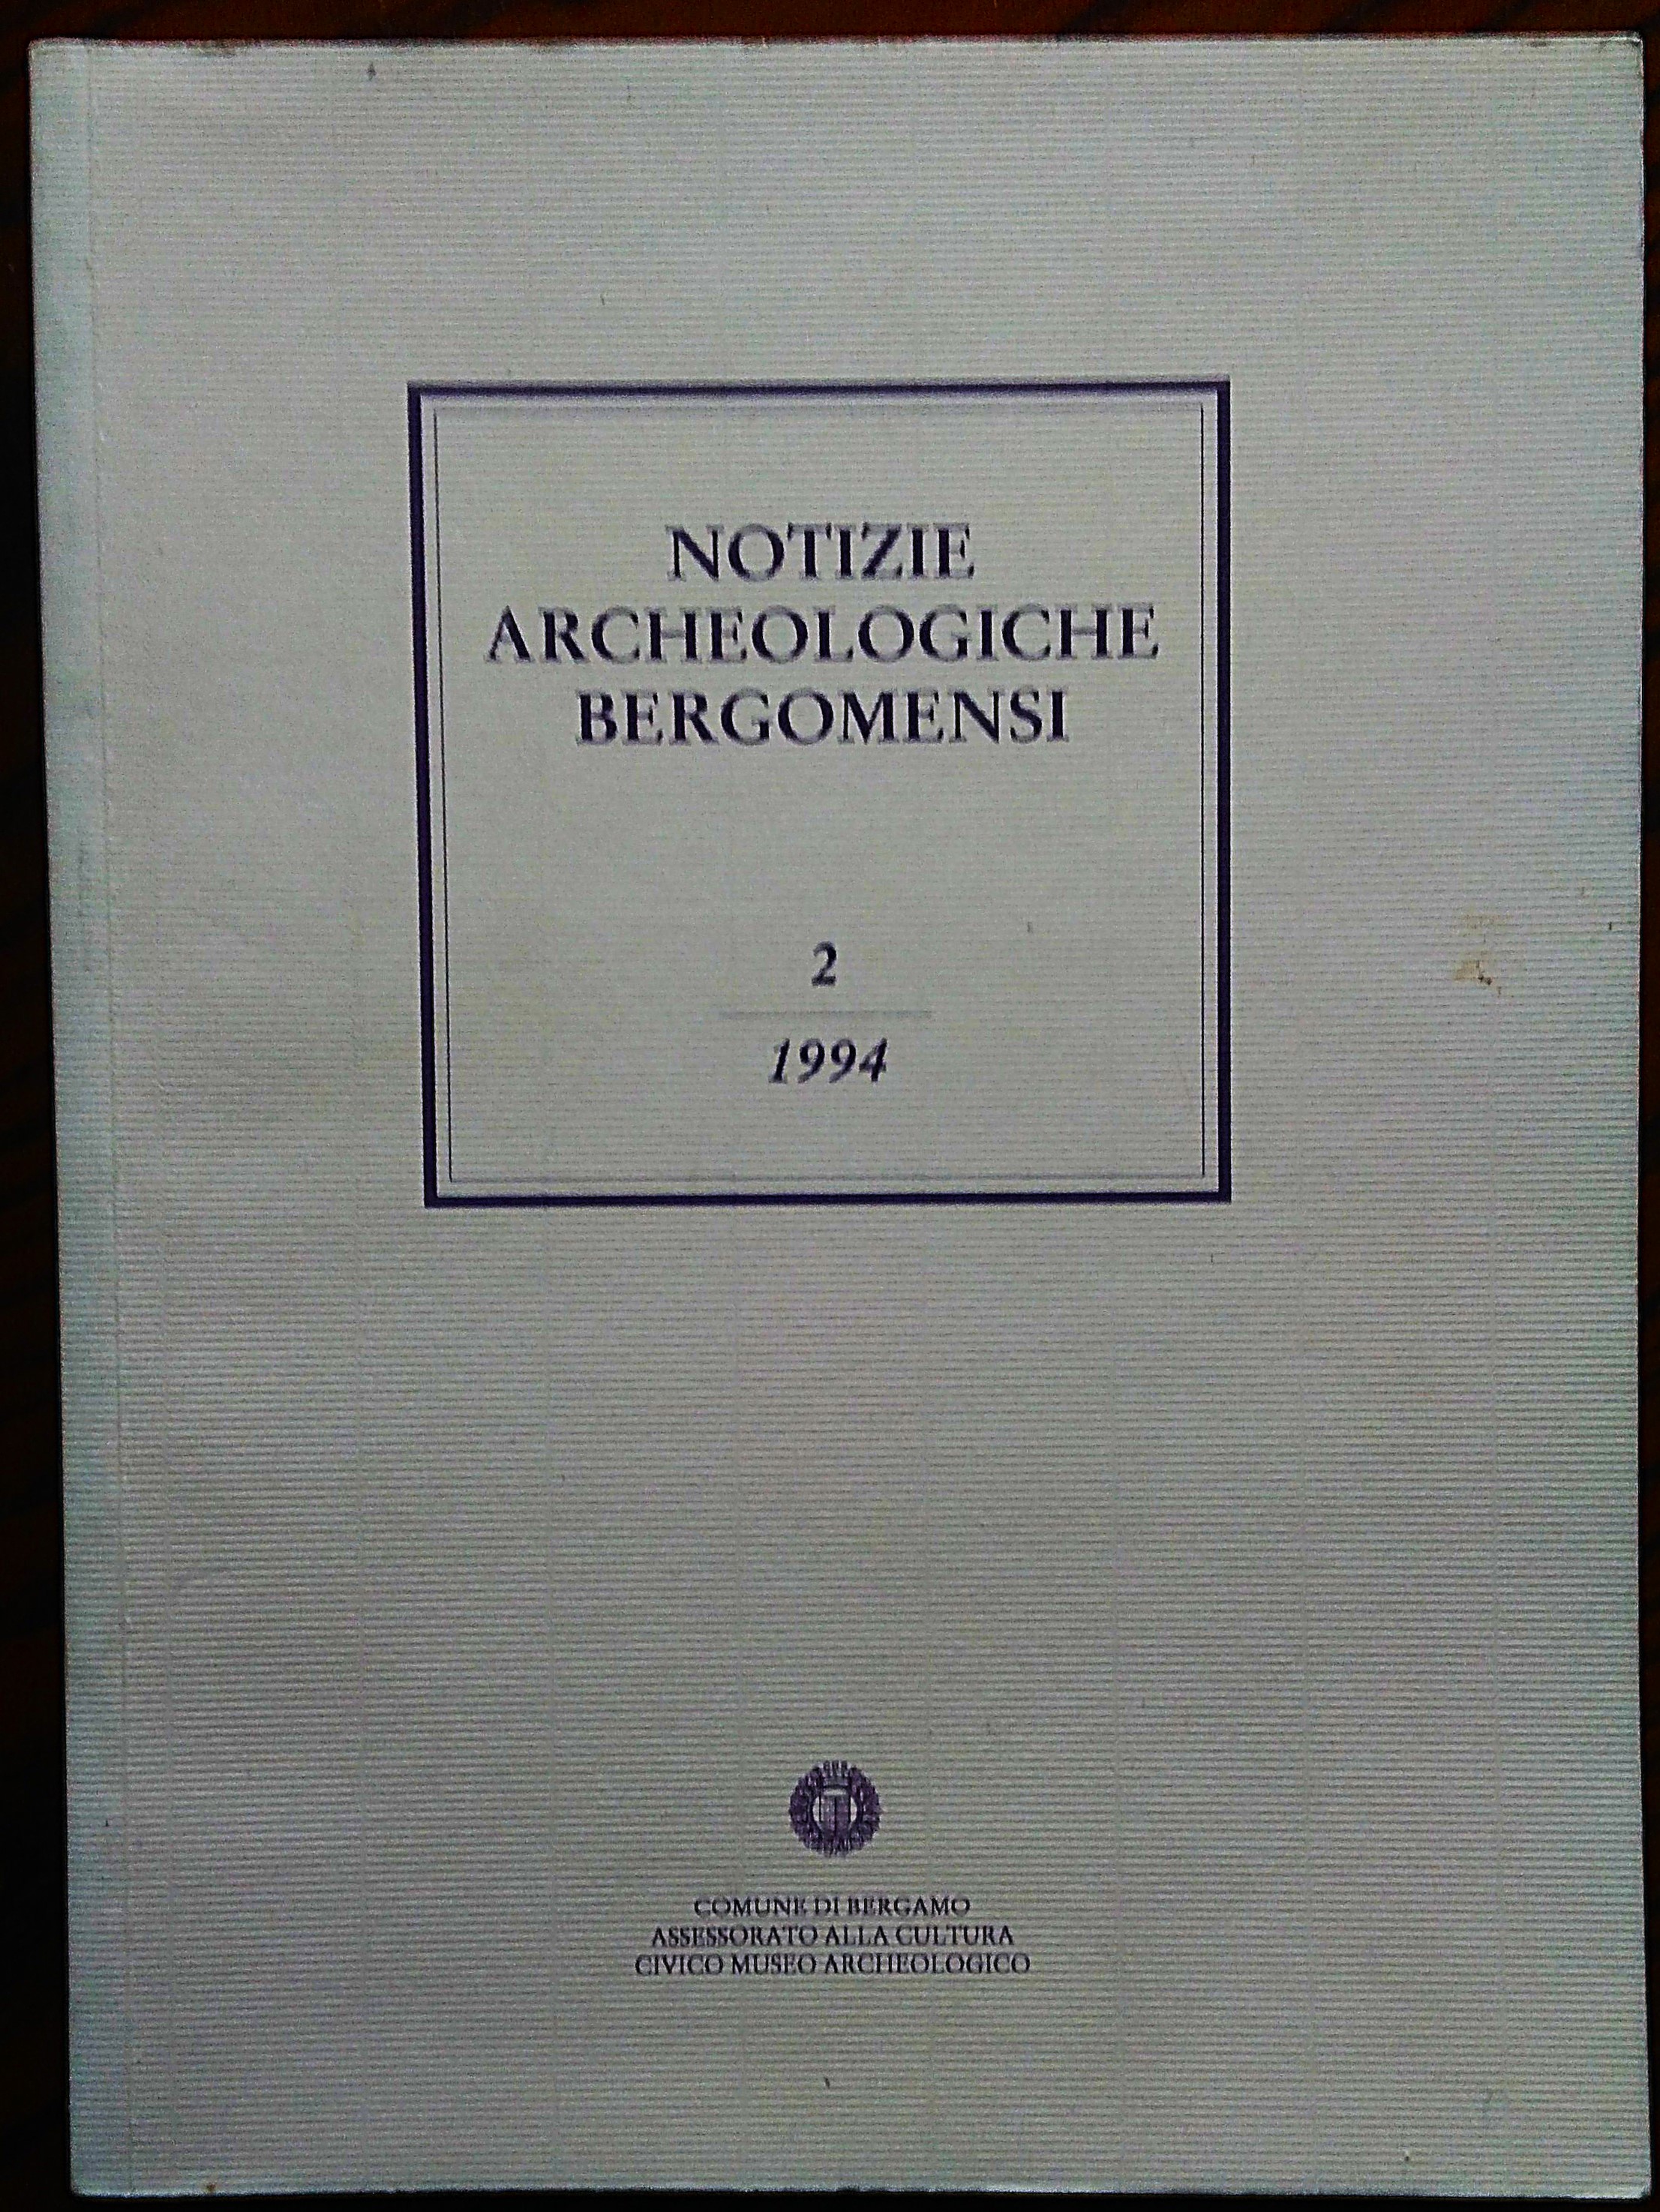 NOTIZIE
ARCHEOLOGICHE
BERGOMENSI
2
1994
COMUNE DI BERGAMO
ASSESSORATO ALLA CULTURA
CIVICO MUSEO ARCHEOLOGICO